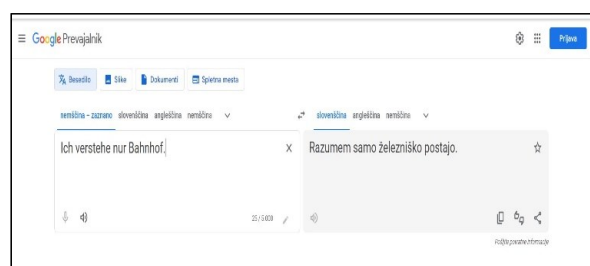 Google Prevajalnik
Prijava
Besedilo Slike Dokumenti Spletna mesta
nemščina – zaznano slovenščina angleščina nemščina
slovenščina angleščina nemščina
Ich verstehe nur Bahnhof.
Razumem samo železniško postajo.
25 / 5.000
Pošljite povratne informacije